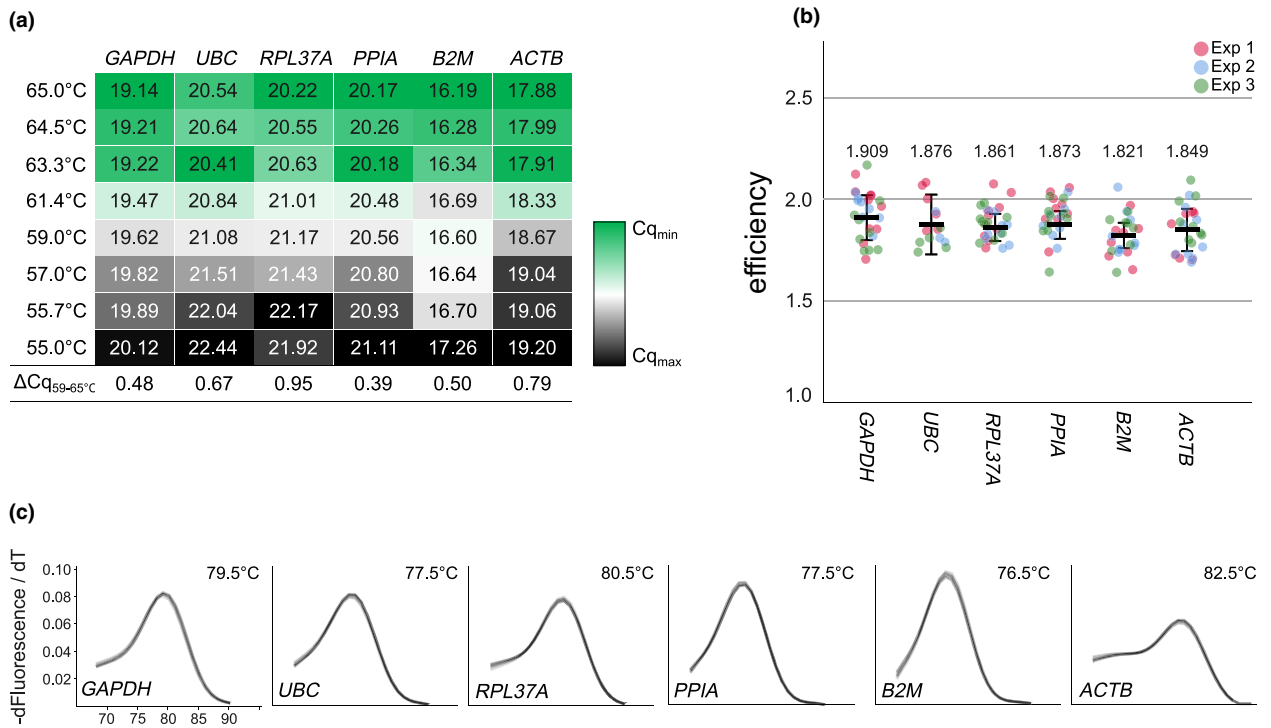 (a)
GAPDH UBC RPL37A PPIA B2M ACTB
65.0°C 19.14 20.54 20.22 20.17 16.19 17.88
64.5°C 19.21 20.64 20.55 20.26 16.28 17.99
63.3°C 19.22 20.41 20.63 20.18 16.34 17.91
61.4°C 19.47 20.84 21.01 20.48 16.69 18.33
59.0°C 19.62 21.08 21.17 20.56 16.60 18.67
57.0°C 19.82 21.51 21.43 20.80 16.64 19.04
55.7°C 19.89 22.04 22.17 20.93 16.70 19.06
55.0°C 20.12 22.44 21.92 21.11 17.26 19.20
ΔCq59-65°C 0.48 0.67 0.95 0.39 0.50 0.79
Cqmin
Cqmax
(b)
Exp 1
Exp 2
Exp 3
efficiency
2.5
2.0
1.5
1.0
1.909 1.876 1.861 1.873 1.821 1.849
GAPDH
UBC
RPL37A
PPIA
B2M
ACTB
(c)
-dFluorescence / dT
0.10
0.08
0.06
0.04
0.02
79.5°C 77.5°C 80.5°C 77.5°C 76.5°C 82.5°C
GAPDH UBC RPL37A PPIA B2M ACTB
70 75 80 85 90